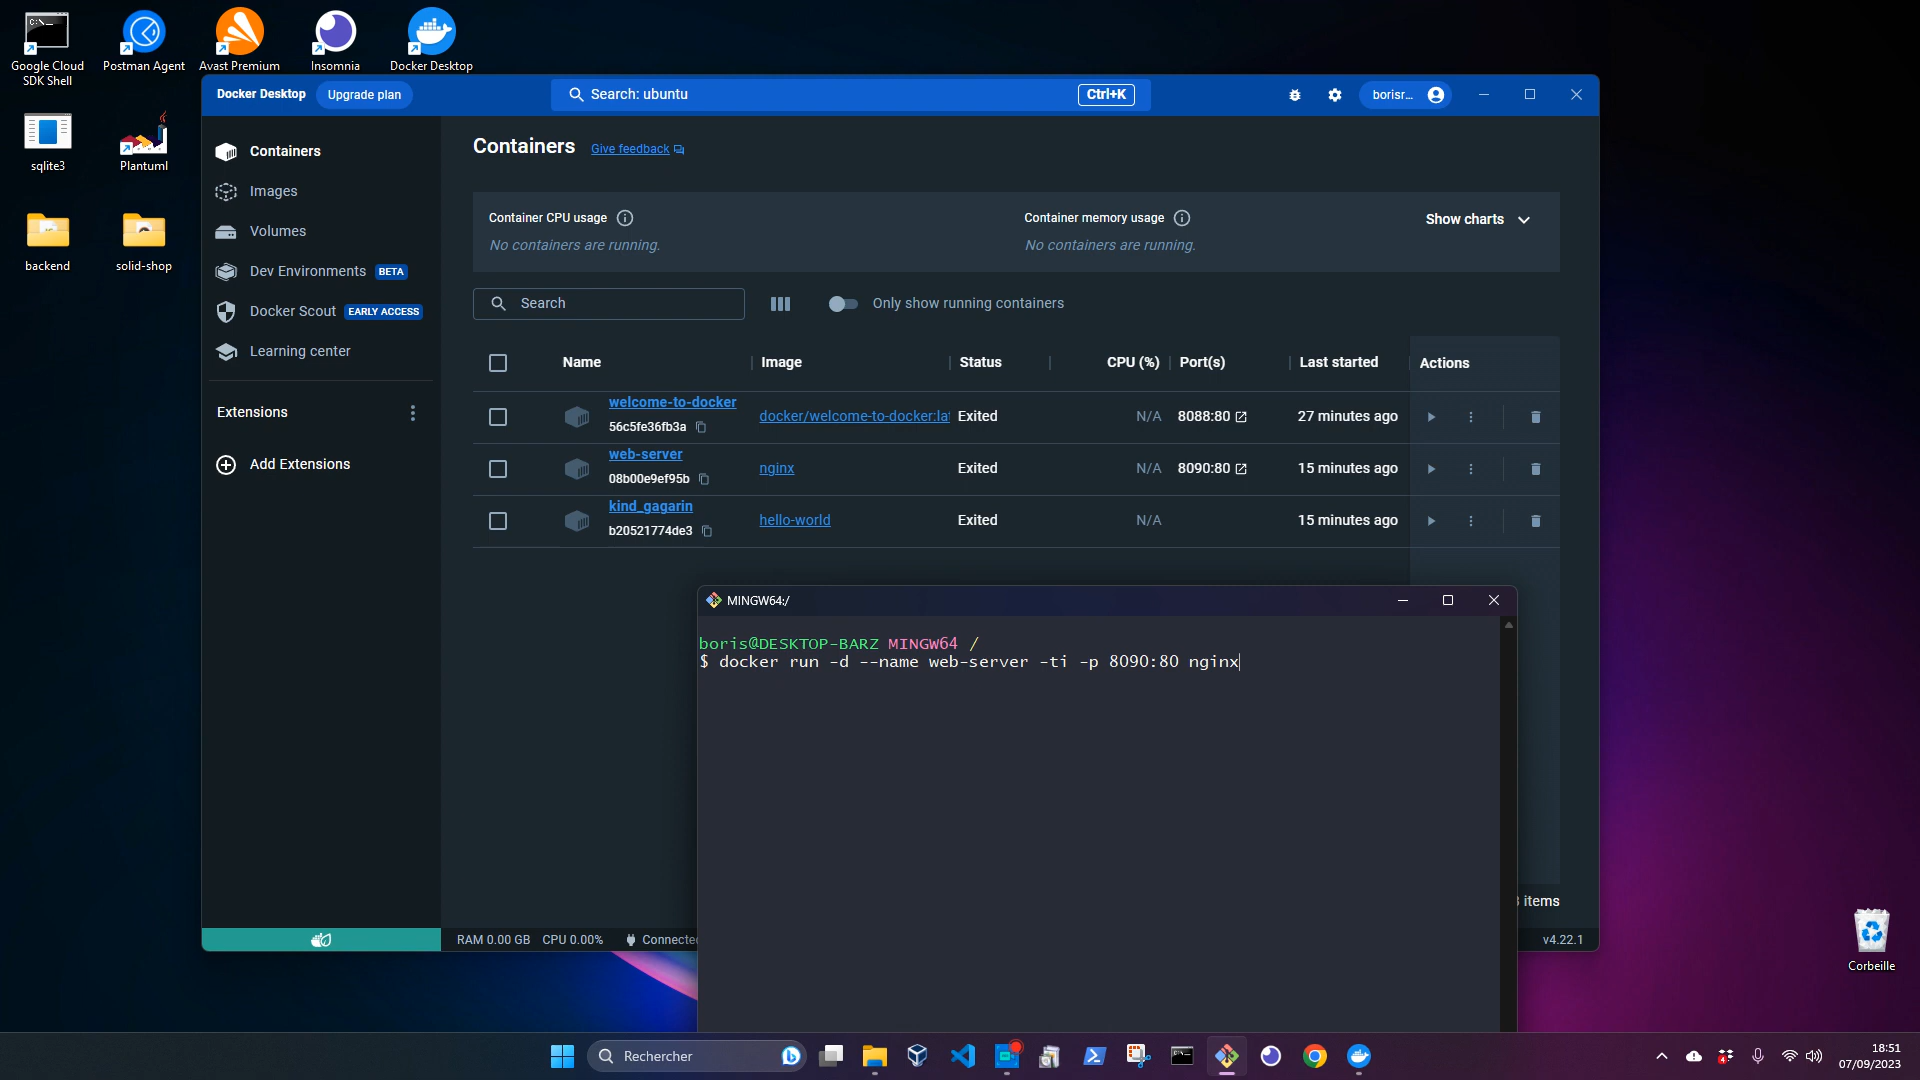 Google Cloud SDK Shell
Postman Agent
Avast Premium
Insomnia
Docker Desktop
sqlite3
Plantuml
backend
solid-shop
Docker Desktop
Upgrade plan
Search: ubuntu
Ctrl+K
borisr...
Containers
Images
Volumes
Dev Environments BETA
Docker Scout EARLY ACCESS
Learning center
Extensions
Add Extensions
Containers
Give feedback
Container CPU usage
No containers are running.
Container memory usage
No containers are running.
Show charts
Search
Only show running containers
Name Image Status CPU (%) Port(s) Last started Actions
welcome-to-docker
56c5fe36fb3a
docker/welcome-to-docker:la Exited N/A 8088:80 27 minutes ago
web-server
08b00e9ef95b
nginx Exited N/A 8090:80 15 minutes ago
kind_gagarin
b20521774de3
hello-world Exited N/A 15 minutes ago
MINGW64:/
boris@DESKTOP-BARZ MINGW64 /
$ docker run -d --name web-server -ti -p 8090:80 nginx
3 items
RAM 0.00 GB CPU 0.00% Connected
v4.22.1
Corbeille
Rechercher
18:51
07/09/2023